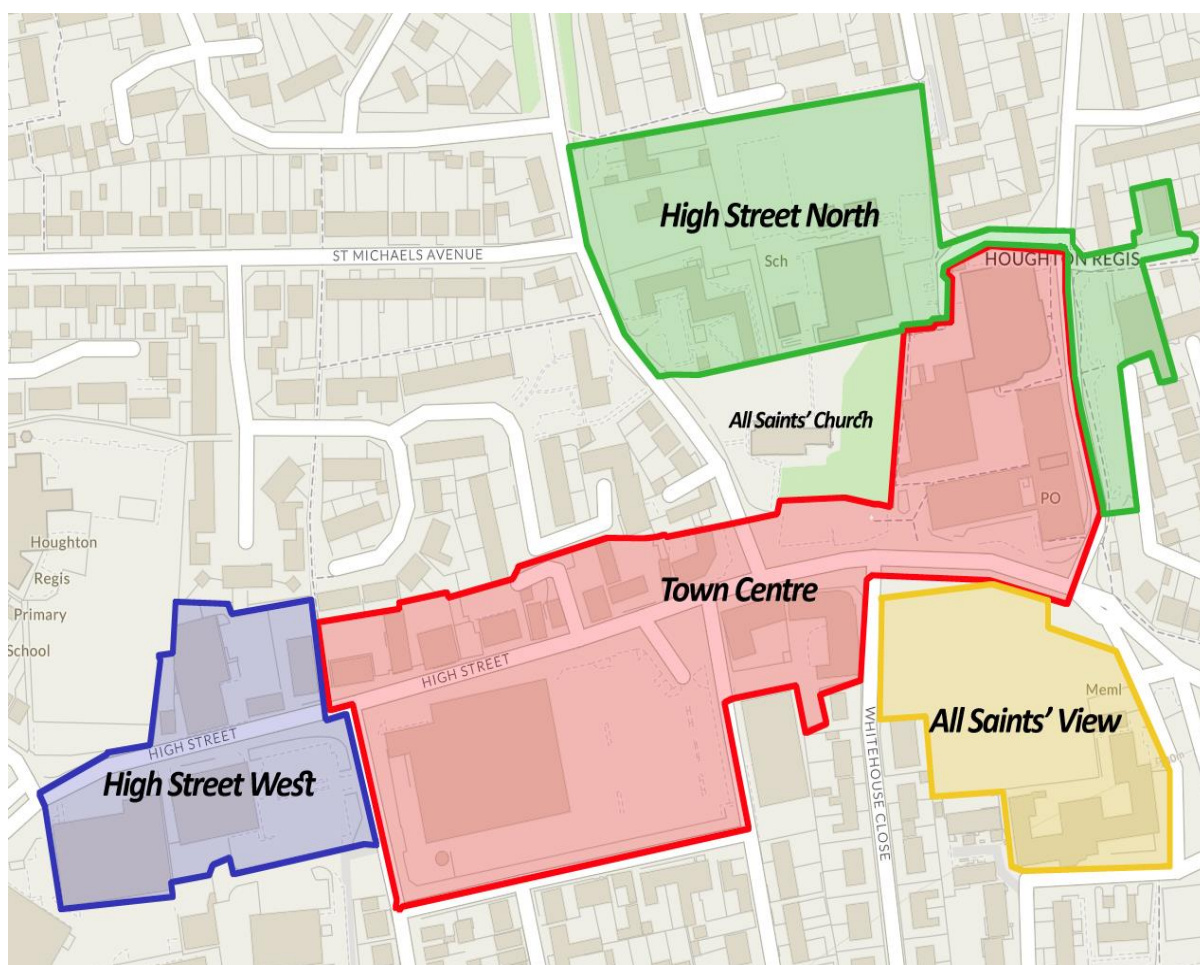 High Street North
ST MICHAELS AVENUE
Sch
HOUGHTON REGIS
All Saints' Church
PO
Houghton
Regis
Primary
School
Town Centre
HIGH STREET
Meml
All Saints' View
WHITEHOUSE CLOSE
HIGH STREET
High Street West